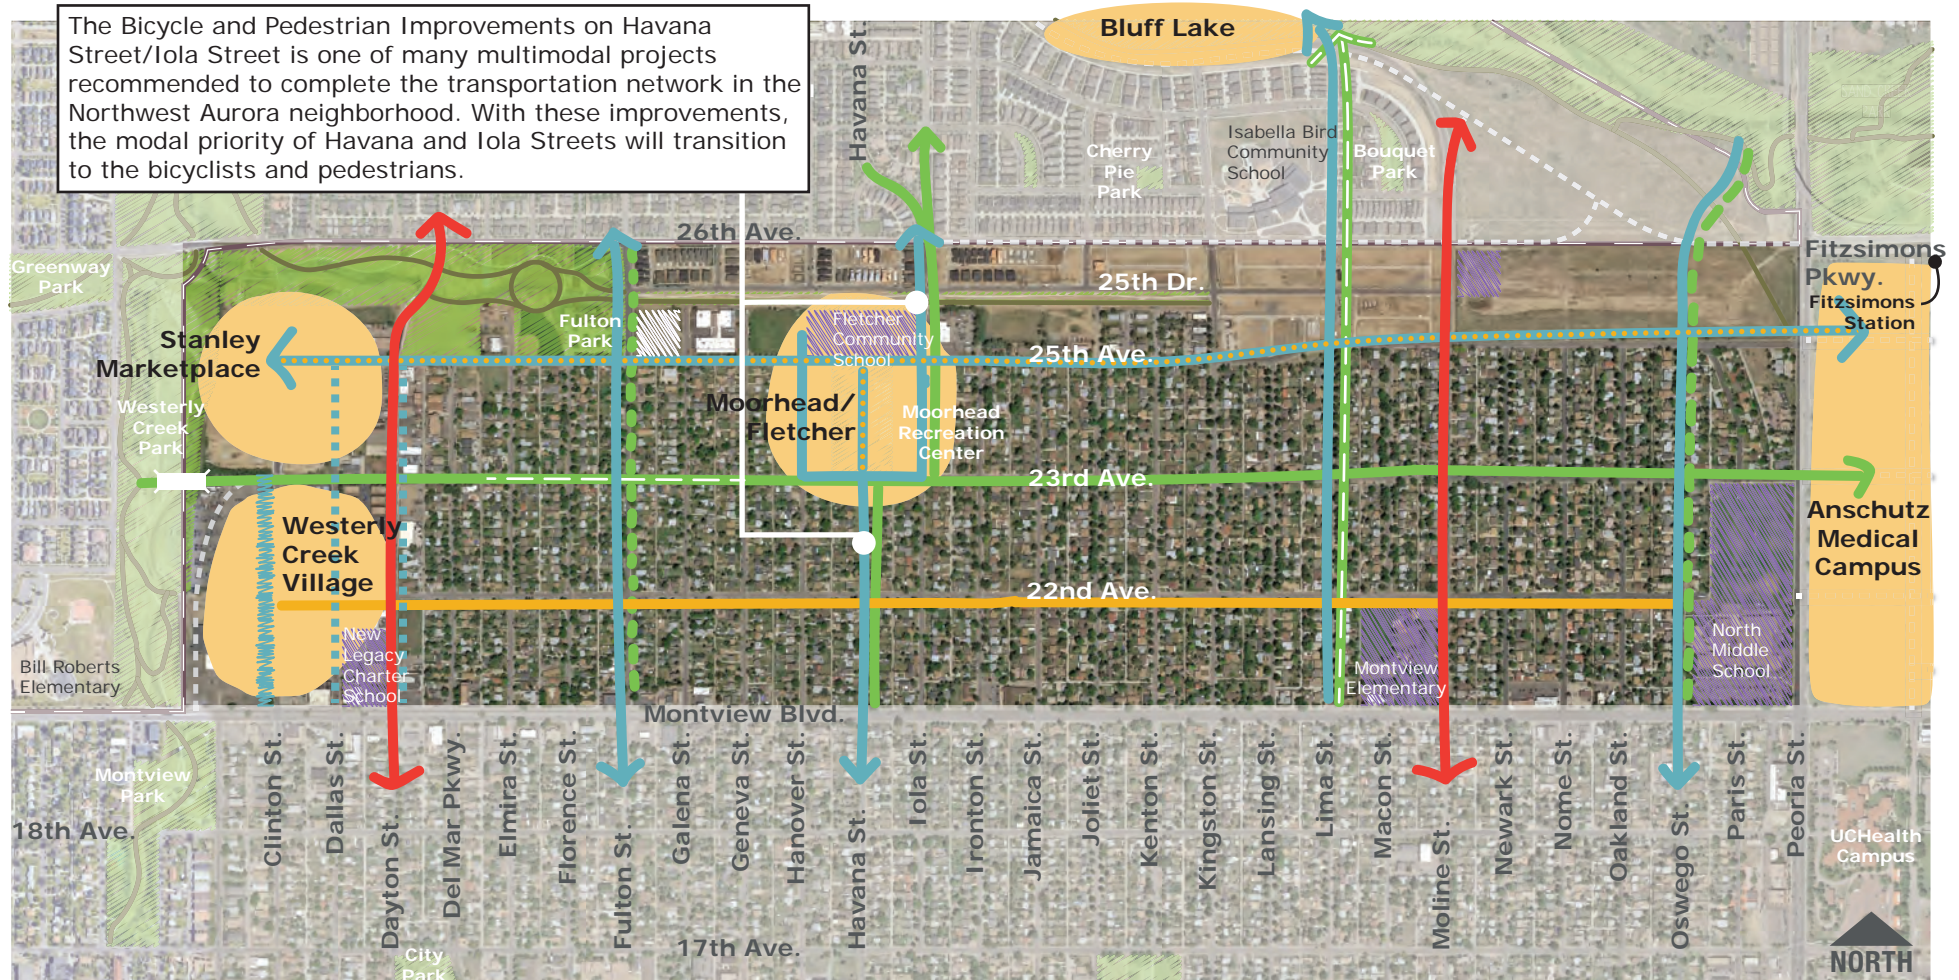 The Bicycle and Pedestrian Improvements on Havana
Street/Iola Street is one of many multimodal projects
recommended to complete the transportation network in the
Northwest Aurora neighborhood. With these improvements,
the modal priority of Havana and Iola Streets will transition
to the bicyclists and pedestrians.
Havana St.
Bluff Lake
Cherry
Pie
Park
Isabella Bird
Community
School
Bouquet
Park
26th Ave.
Greenway
Park
25th Dr.
Fitzsimons
Pkwy.
Fitzsimons
Station
Stanley
Marketplace
Fulton
Park
Fletcher
Community
School
25th Ave.
Westerly
Creek
Park
Moorhead/
Fletcher
Moorhead
Recreation
Center
23rd Ave.
Westerly
Creek
Village
Anschutz
Medical
Campus
22nd Ave.
New
Legacy
Charter
School
Bill Roberts
Elementary
Montview
Elementary
North
Middle
School
Montview Blvd.
Montview
Park
18th Ave.
Clinton St.
Dallas St.
Dayton St.
Del Mar Pkwy.
Elmira St.
Florence St.
Fulton St.
Galena St.
Geneva St.
Hanover St.
Havana St.
Iola St.
Ironton St.
Jamaica St.
Joliet St.
Kenton St.
Kingston St.
Lansing St.
Lima St.
Macon St.
Moline St.
Newark St.
Nome St.
Oakland St.
Oswego St.
Paris St.
Peoria St.
UCHealth
Campus
17th Ave.
City
Park
NORTH